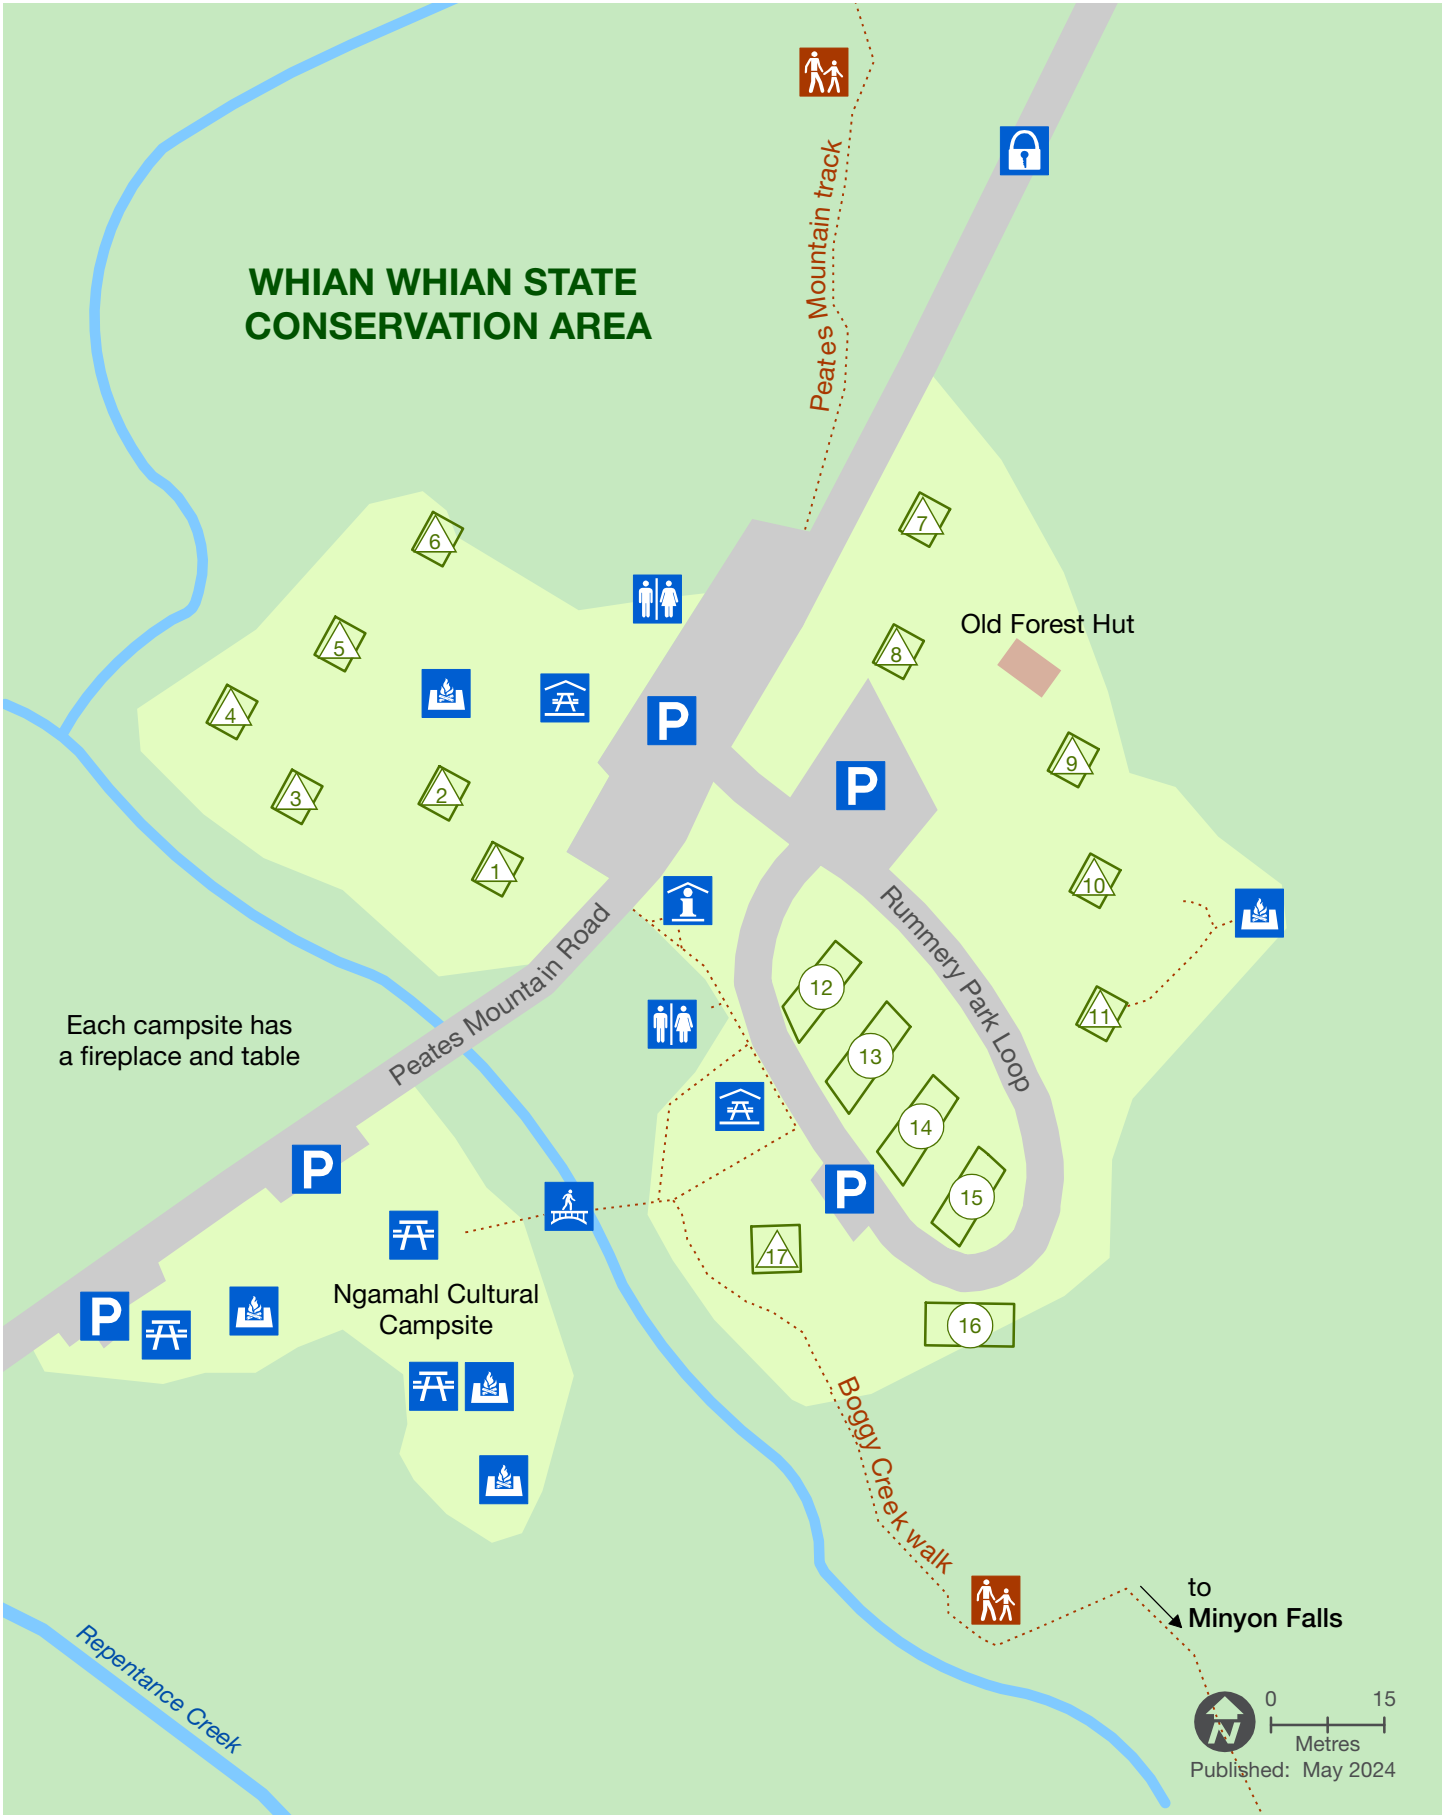 Peates Mountain track
WHIAN WHIAN STATE
CONSERVATION AREA
6
7
5
8
Old Forest Hut
4
P
9
3
2
P
1
10
Rummery Park Loop
Peates Mountain Road
12
11
Each campsite has
a fireplace and table
13
14
P
P
15
17
Ngamahl Cultural
Campsite
P
16
Boggy Creek walk
to
Minyon Falls
Repentance Creek
N
0 15
Metres
Published: May 2024